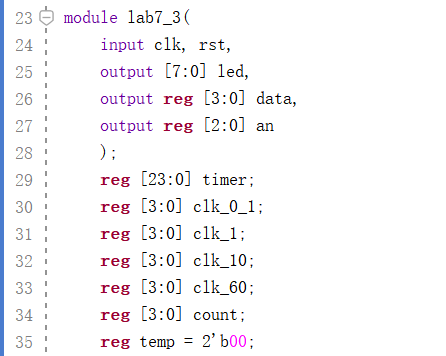 23 module lab7_3(
24 input clk, rst,
25 output [7:0] led,
26 output reg [3:0] data,
27 output reg [2:0] an
28 );
29 reg [23:0] timer;
30 reg [3:0] clk_0_1;
31 reg [3:0] clk_1;
32 reg [3:0] clk_10;
33 reg [3:0] clk_60;
34 reg [3:0] count;
35 reg temp = 2'b00;